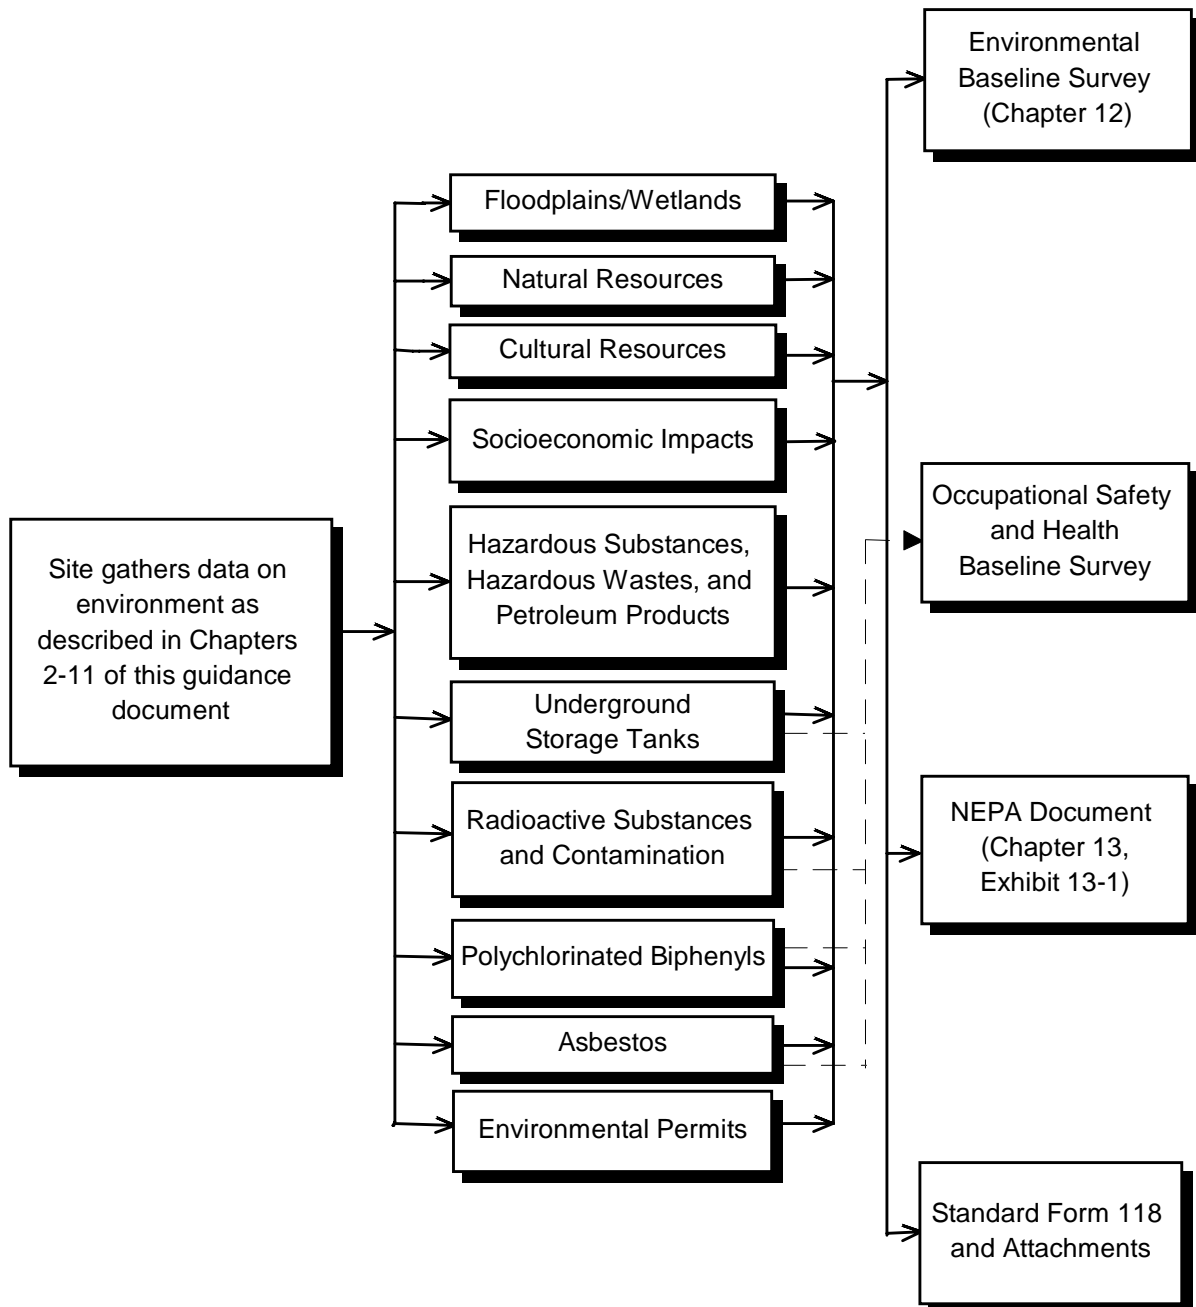 Site gathers data on
environment as
described in Chapters
2-11 of this guidance
document
Floodplains/Wetlands
Natural Resources
Cultural Resources
Socioeconomic Impacts
Hazardous Substances,
Hazardous Wastes, and
Petroleum Products
Underground
Storage Tanks
Radioactive Substances
and Contamination
Polychlorinated Biphenyls
Asbestos
Environmental Permits
Environmental
Baseline Survey
(Chapter 12)
Occupational Safety
and Health
Baseline Survey
NEPA Document
(Chapter 13,
Exhibit 13-1)
Standard Form 118
and Attachments